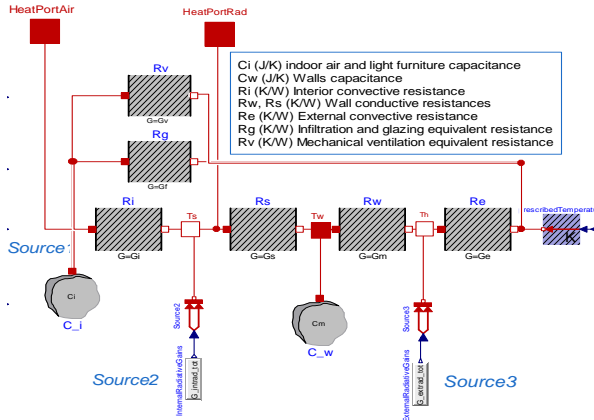 HeatPortAir
HeatPortRad
Ci (J/K) indoor air and light furniture capacitance
Cw (J/K) Walls capacitance
Ri (K/W) Interior convective resistance
Rw, Rs (K/W) Wall conductive resistances
Re (K/W) External convective resistance
Rg (K/W) Infiltration and glazing equivalent resistance
Rv (K/W) Mechanical ventilation equivalent resistance
Rv
G=Gv
Rg
G=Gf
Ri
G=Gi
Ts
Rs
G=Gs
Tw
Rw
G=Gm
Th
Re
G=Ge
rescribedTemperat
K
Source1
Ci
C_i
Source2
InternalRadiativeGains
G_intrad_tot
Source2
Cm
C_w
Source3
ExternalRadiativeGains
G_extrad_tot
Source3